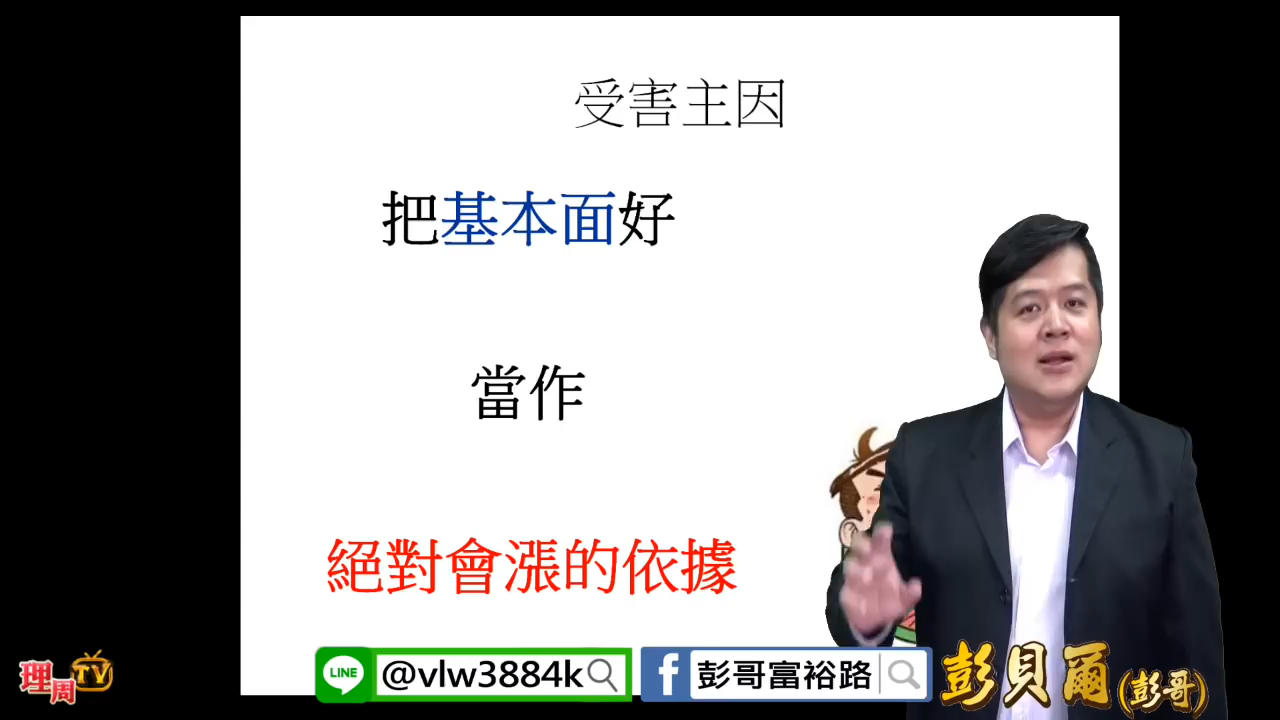 受害主因
把基本面好
當作
絕對會漲的依據
理周TV
LINE @vlw3884k
f 彭哥富裕路
彭貝爾(彭哥)